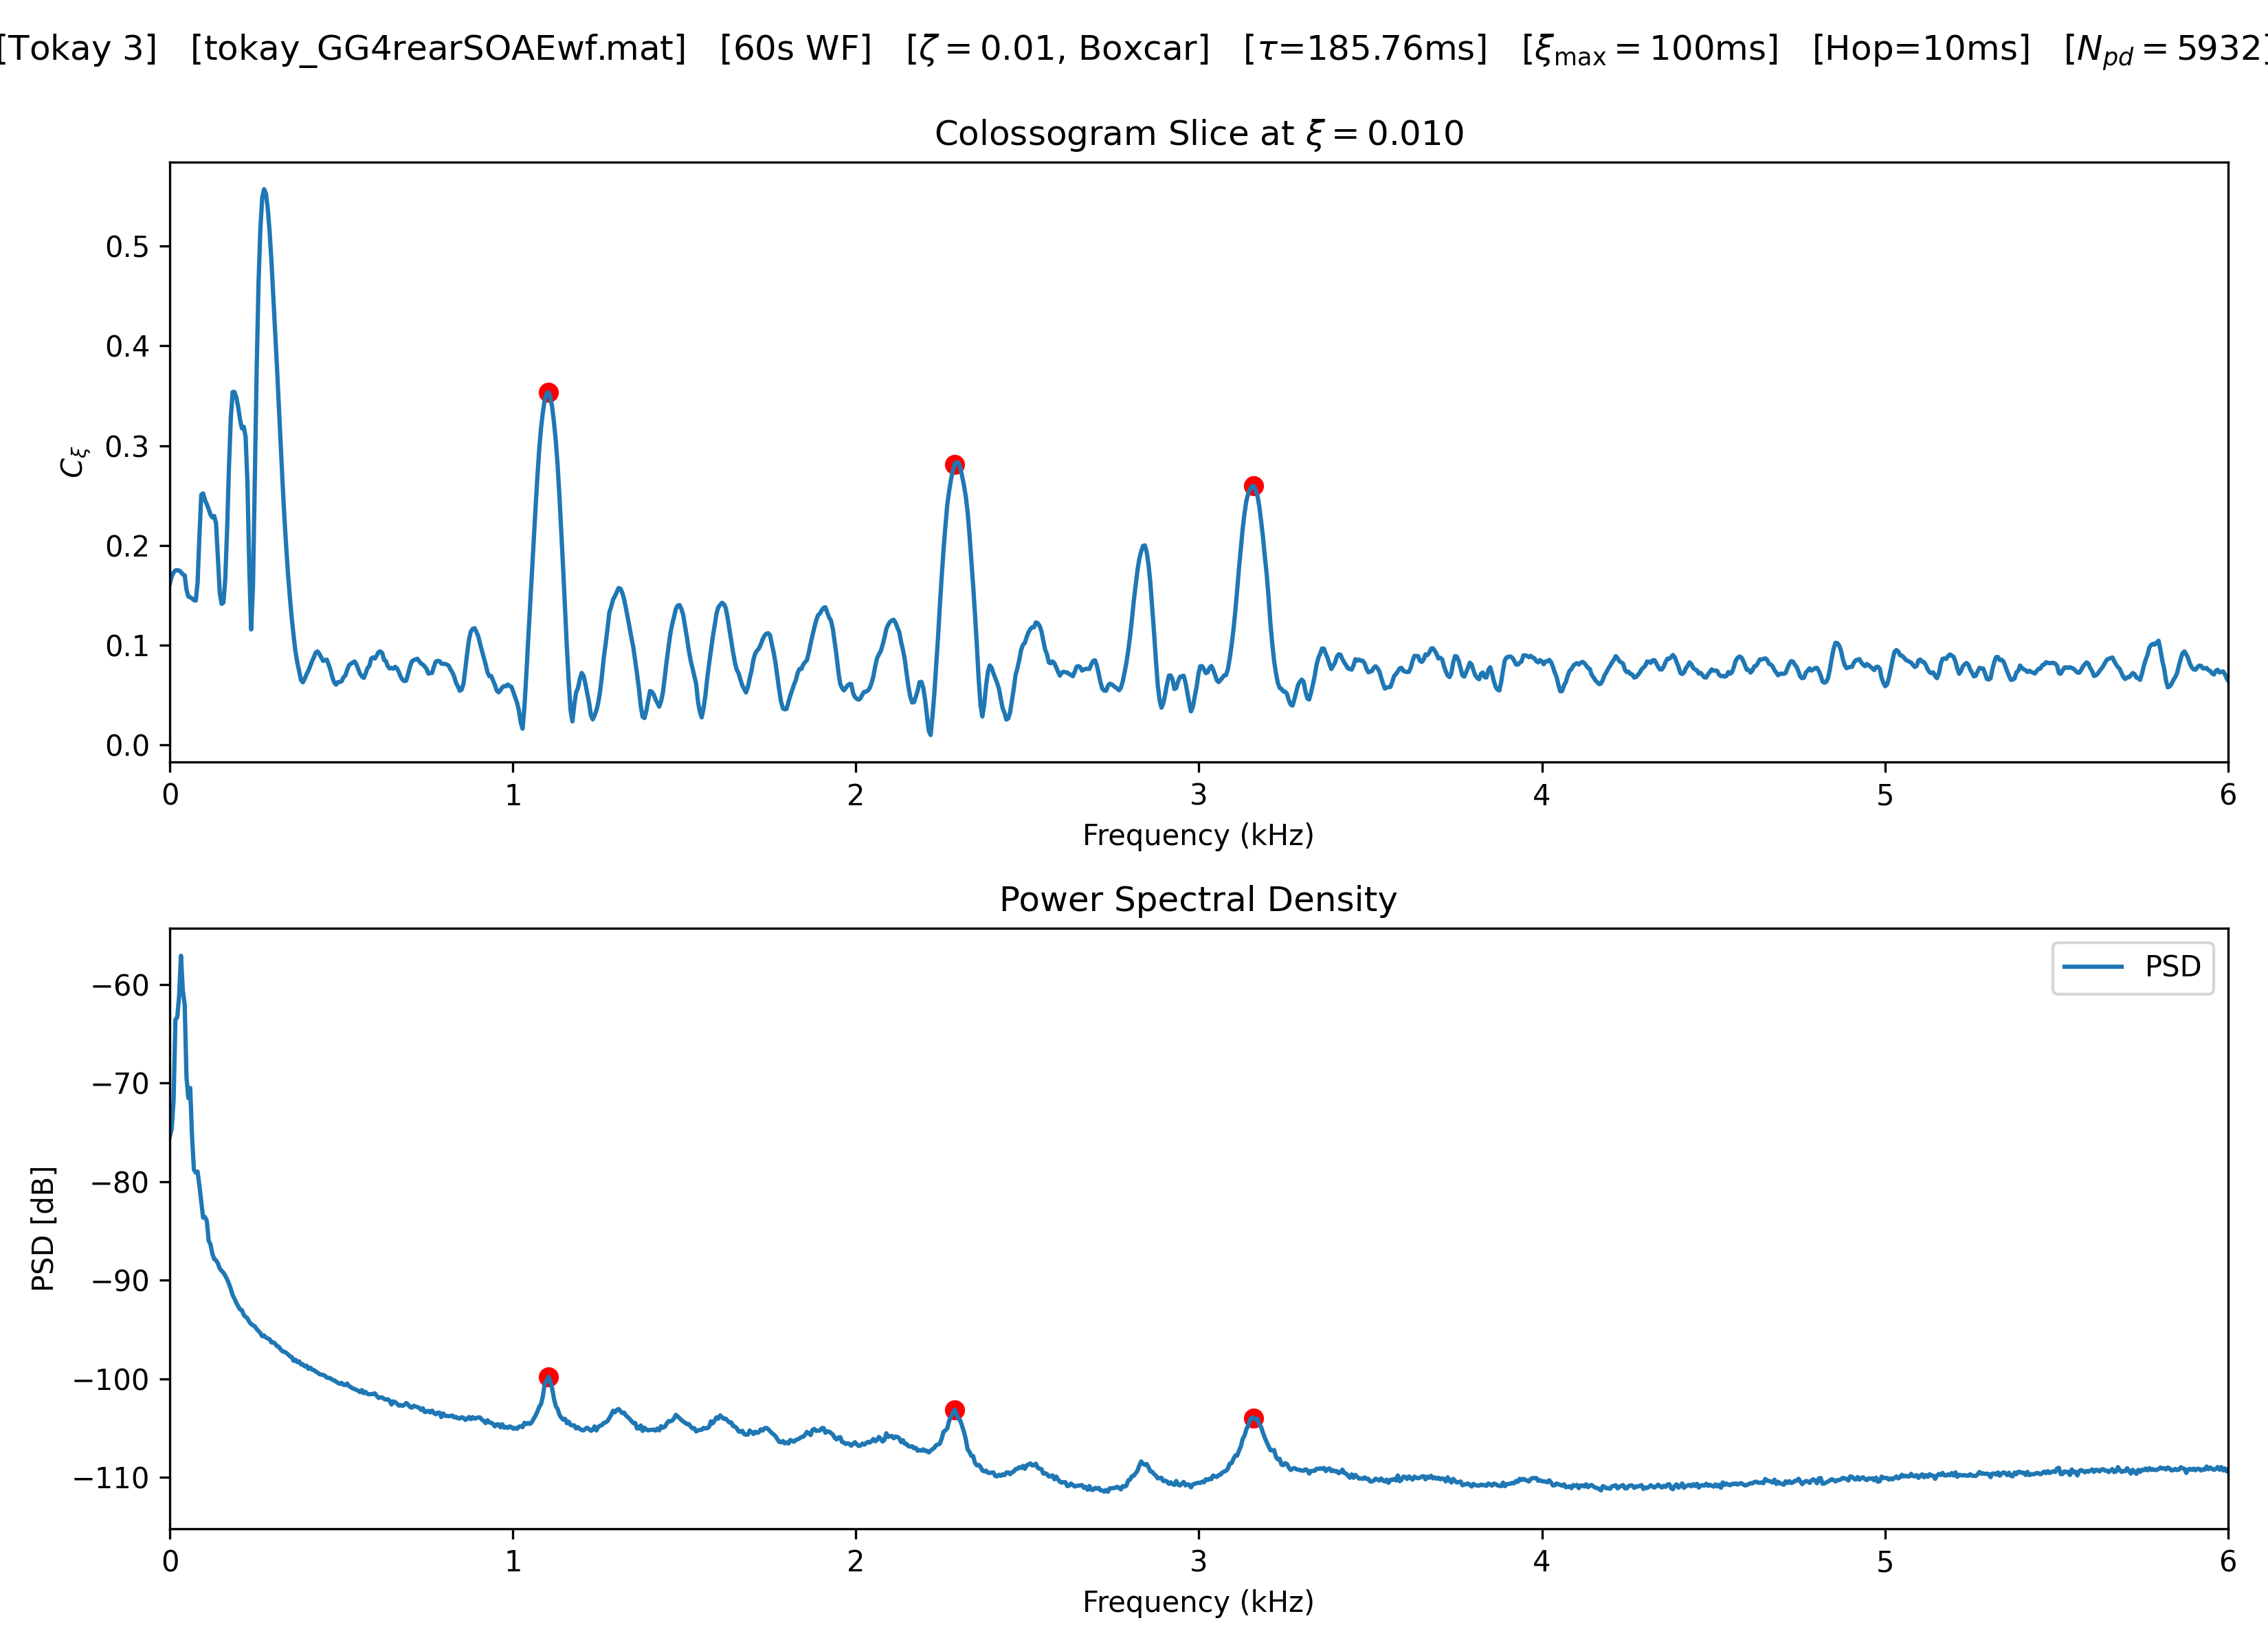 [Tokay 3] [tokay_GG4rearSOAEwf.mat] [60s WF] [ζ = 0.01, Boxcar] [τ=185.76ms] [ξmax = 100ms] [Hop=10ms] [Npd = 5932]
Colossogram Slice at ξ = 0.010
0.5
0.4
0.3
0.2
0.1
0.0
Cξ
0 1 2 3 4 5 6
Frequency (kHz)
Power Spectral Density
PSD
−60
−70
−80
−90
−100
−110
PSD [dB]
0 1 2 3 4 5 6
Frequency (kHz)